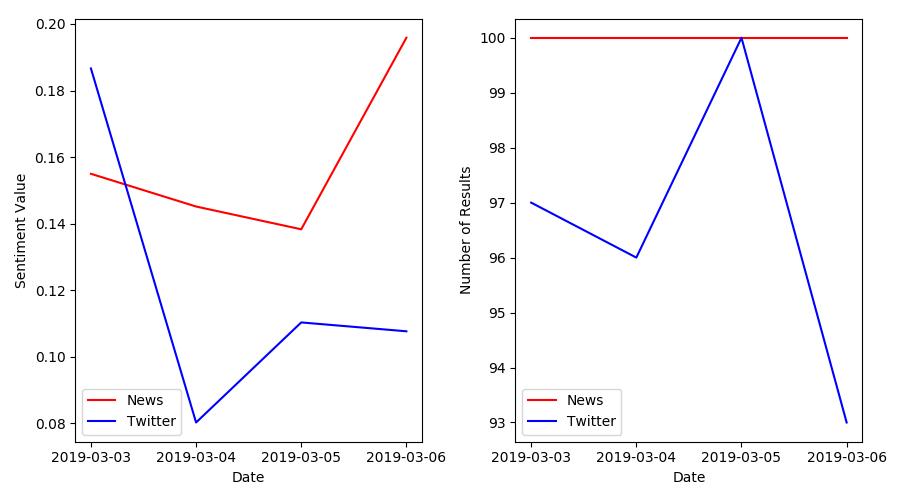 0.20
0.18
0.16
0.14
0.12
0.10
0.08
Sentiment Value
News
Twitter
2019-03-03 2019-03-04 2019-03-05 2019-03-06
Date
100
99
98
97
96
95
94
93
Number of Results
News
Twitter
2019-03-03 2019-03-04 2019-03-05 2019-03-06
Date